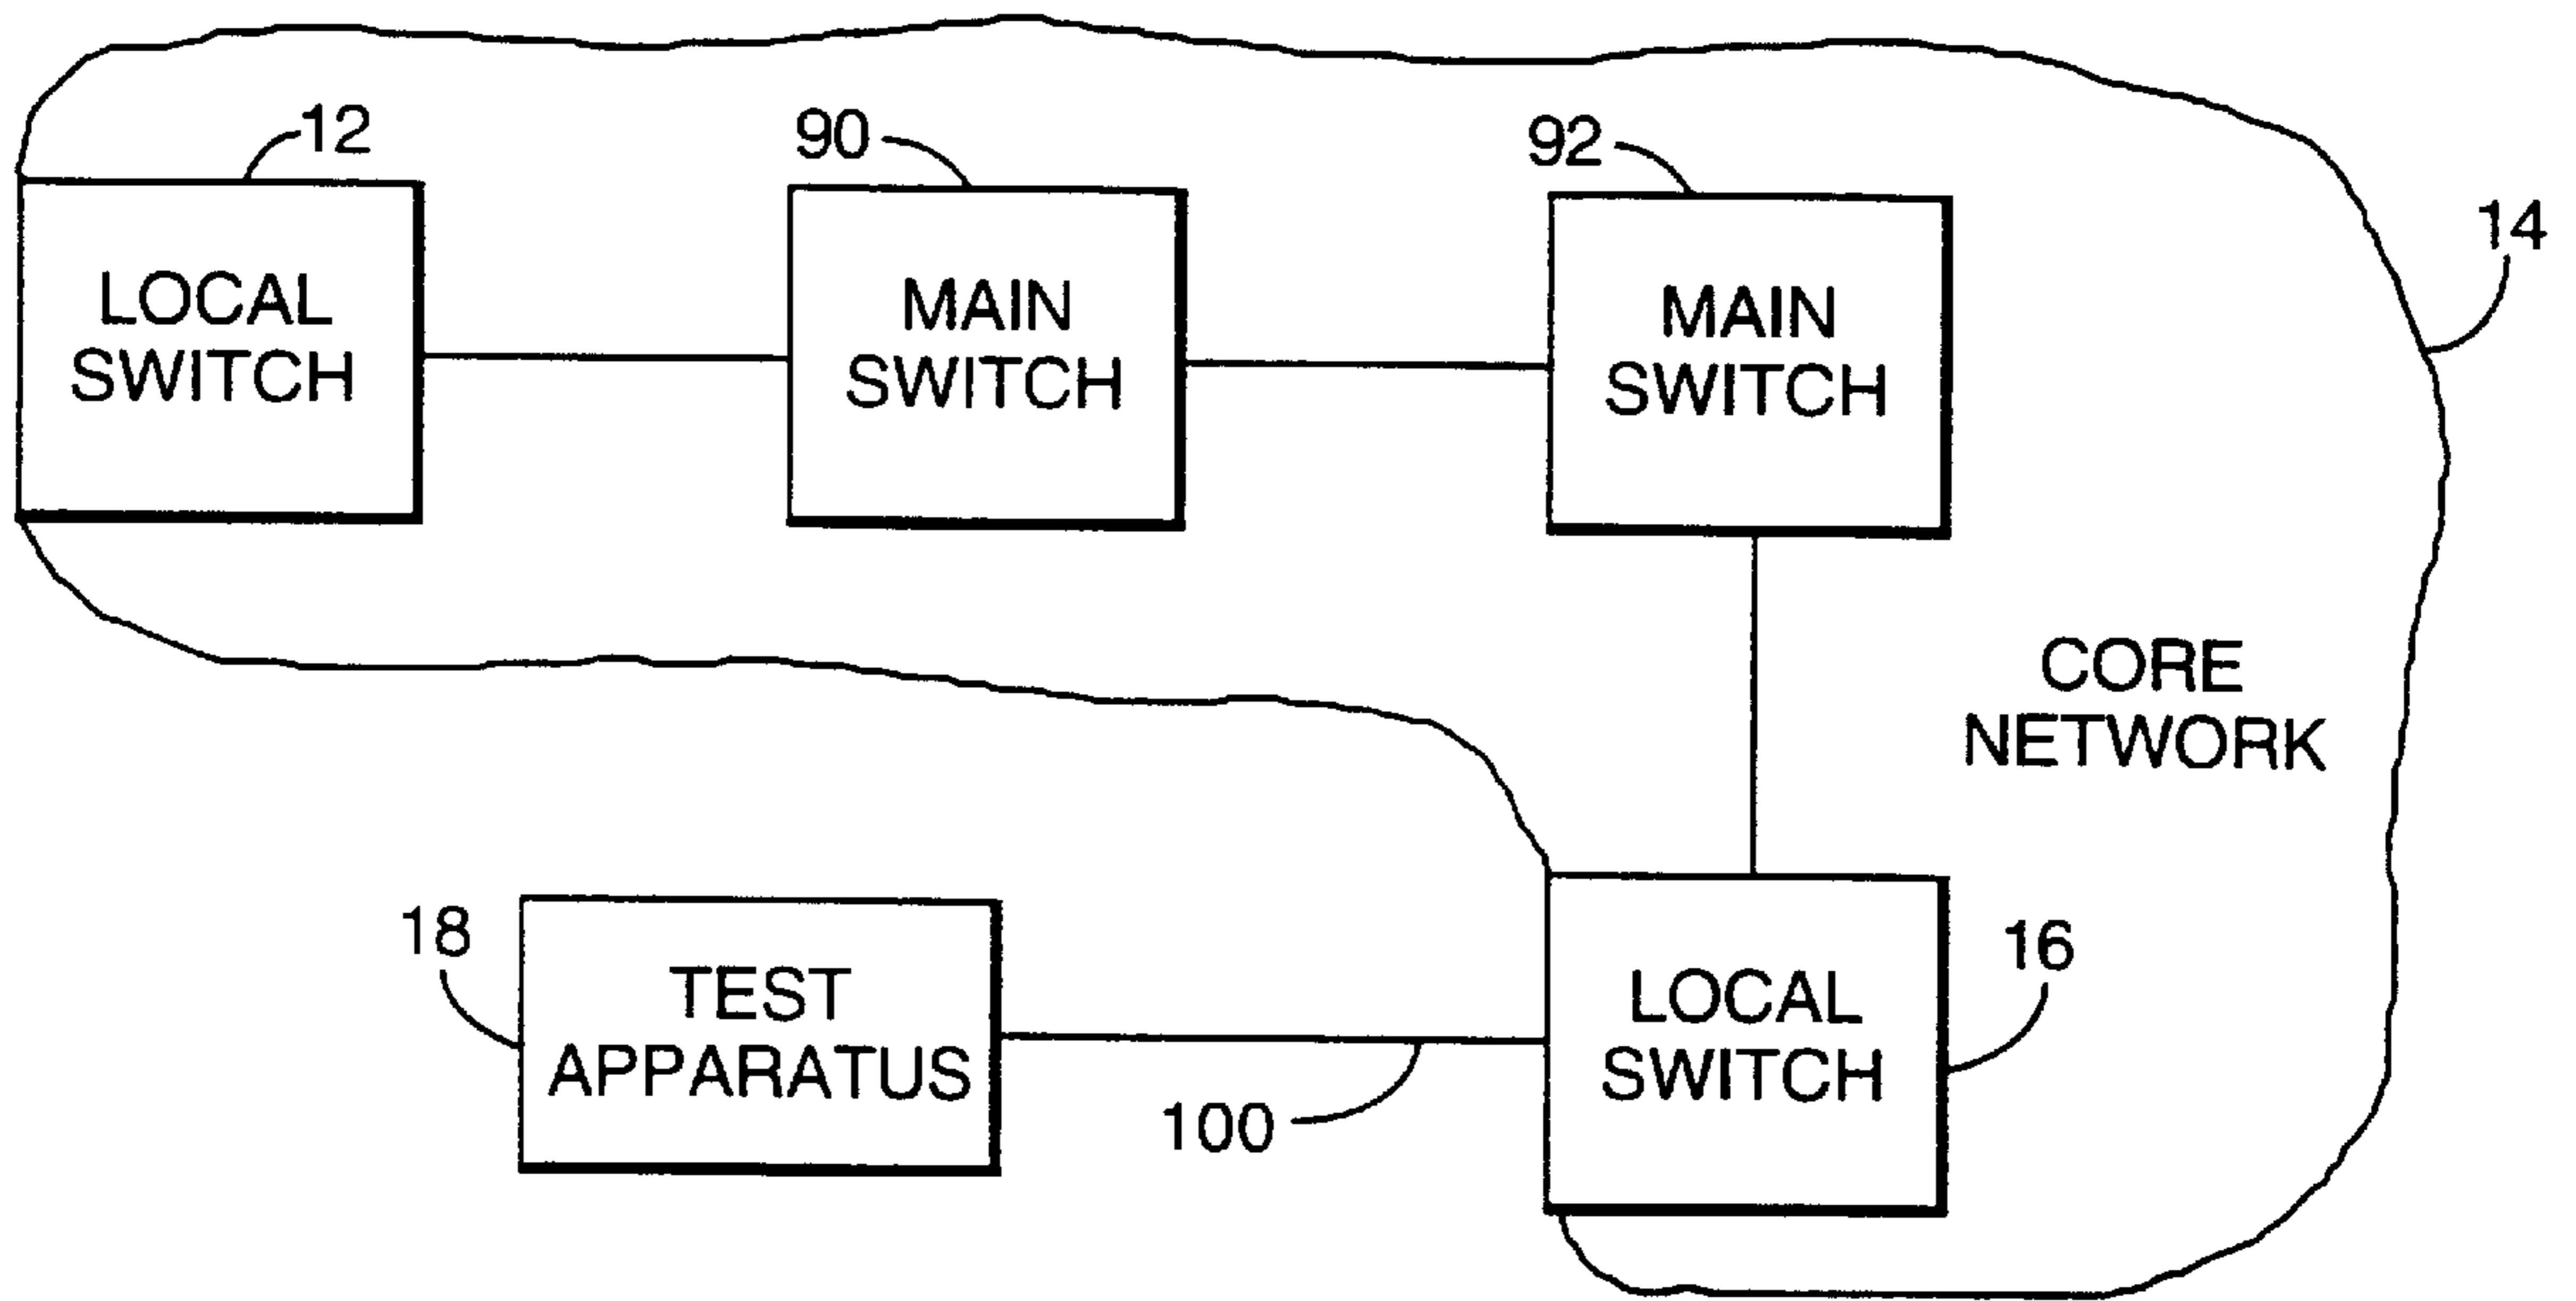 12
90
92
14
LOCAL
SWITCH
MAIN
SWITCH
MAIN
SWITCH
CORE
NETWORK
18
TEST
APPARATUS
100
LOCAL
SWITCH
16